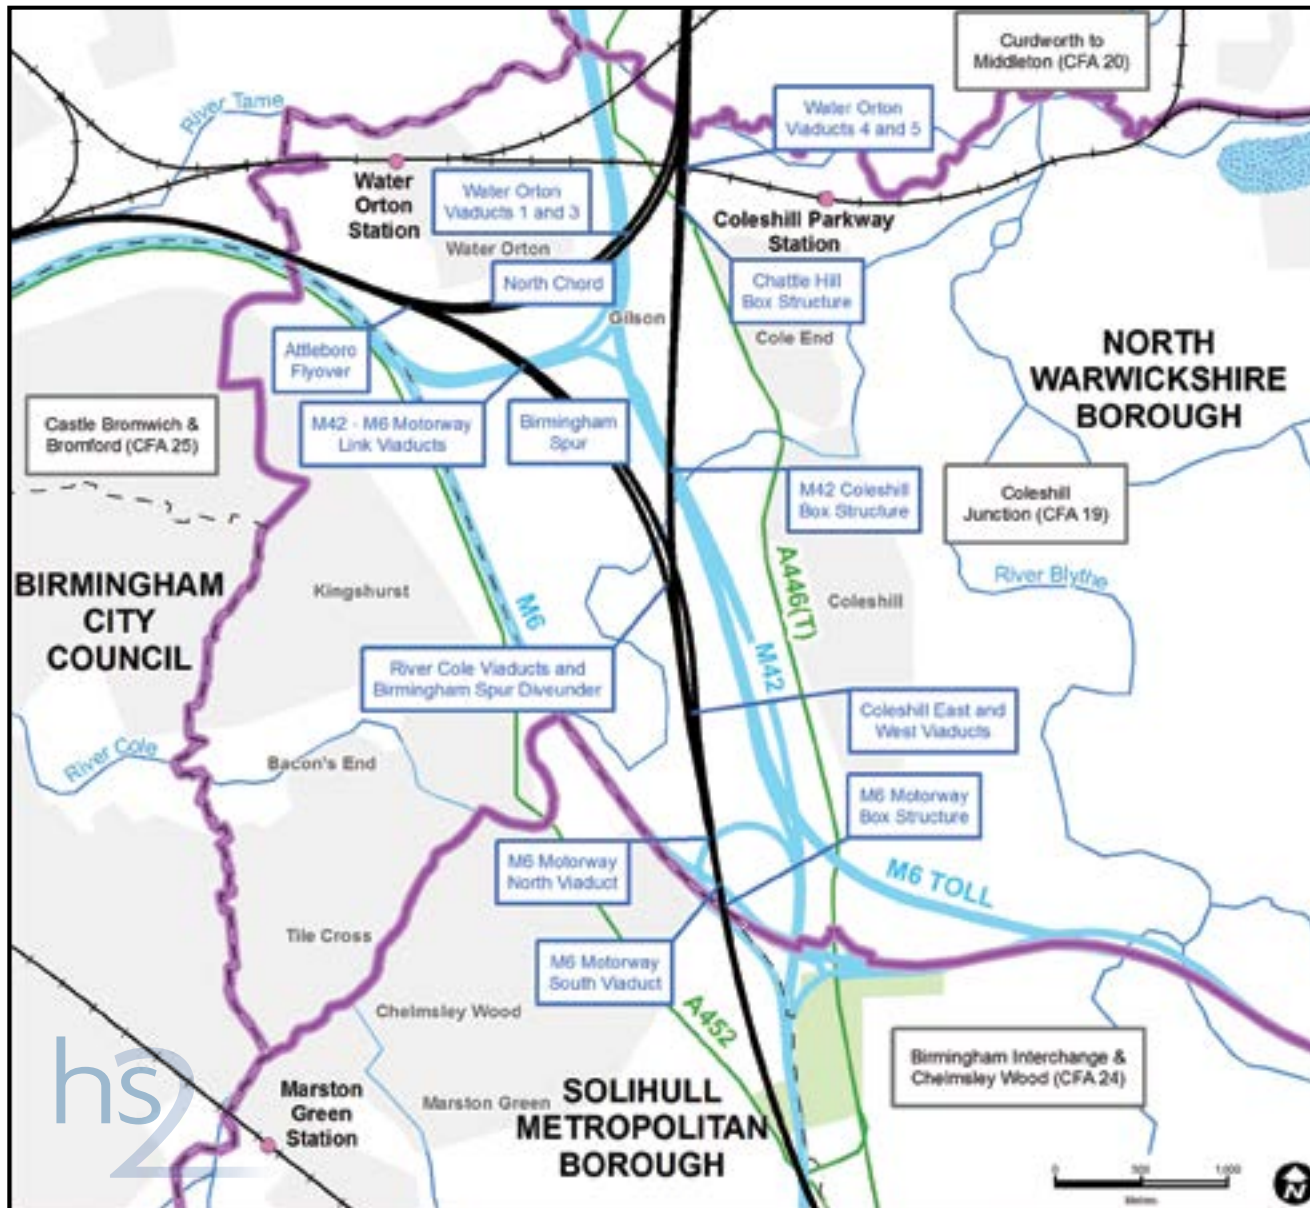 Curdworth to
Middleton (CFA 20)
River Tame
Water Orton
Viaducts 4 and 5
Water
Orton
Station
Water Orton
Viaducts 1 and 3
Coleshill Parkway
Station
Water Orton
North Chord
Chattle Hill
Box Structure
Gilson
Cole End
NORTH
WARWICKSHIRE
BOROUGH
Attleboro
Flyover
Castle Bromwich &
Bromford (CFA 25)
M42 - M6 Motorway
Link Viaducts
Birmingham
Spur
M42 Coleshill
Box Structure
Coleshill
Junction (CFA 19)
BIRMINGHAM
CITY
COUNCIL
Kingshurst
M6
A446(T)
Coleshill
River Blythe
River Cole Viaducts and
Birmingham Spur Diveunder
M42
Coleshill East and
West Viaducts
River Cole
Bacon's End
M6 Motorway
Box Structure
M6 Motorway
North Viaduct
M6 TOLL
Tile Cross
M6 Motorway
South Viaduct
Chelmsley Wood
A452
hs2
Birmingham Interchange &
Chelmsley Wood (CFA 24)
Marston
Green
Station
Marston Green
SOLIHULL
METROPOLITAN
BOROUGH
0 500 1,000
Metres
N